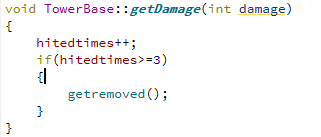 void TowerBase::getDamage(int damage)
{
    hitedtimes++;
    if(hitedtimes>=3)
    {
        getremoved();
    }
}